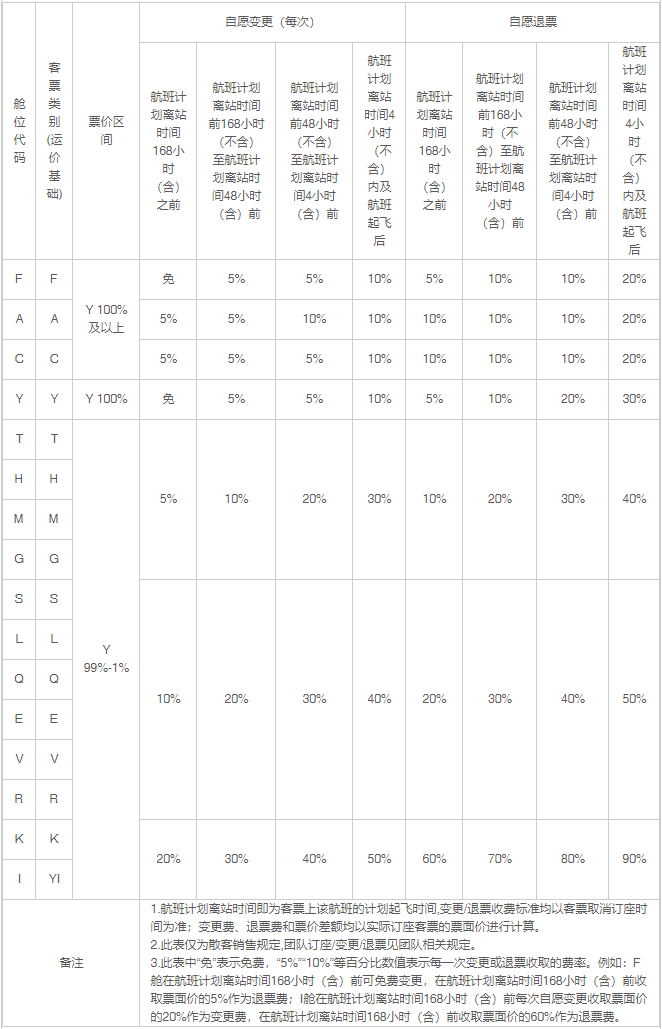 自愿变更（每次）
自愿退票
舱
位
代
码
客
票
类
别
(运
价
基
础)
票价区
间
航班计
划离站
时间
168小
时
（含）
之前
航班计划
离站时间
前168小时
（不含）
至航班计
划离站时
间48小时
（含）前
航班计划
离站时间
前48小时
（不含）
至航班计
划离站时
间4小时
（含）前
航班
计划
离站
时间4
小时
（不
含）
内及
航班
起飞
后
航班计
划离站
时间
168小
时
（含）
之前
航班计划
离站时间
前168小
时（不
含）至航
班计划离
站时间48
小时
（含）前
航班计划
离站时间
前48小时
（不含）
至航班计
划离站时
间4小时
（含）前
航班
计划
离站
时间
4小
时
（不
含）
内及
航班
起飞
后
F F 免 5% 5% 10% 5% 10% 10% 20%
Y 100%
及以上
A A 5% 5% 10% 10% 10% 10% 10% 20%
C C 5% 5% 5% 10% 10% 10% 10% 20%
Y Y Y 100% 免 5% 5% 10% 5% 10% 20% 30%
T T
H H
5% 10% 20% 30% 10% 20% 30% 40%
M M
G G
S S
L L
Y
99%-1%
Q Q
10% 20% 30% 40% 20% 30% 40% 50%
E E
V V
R R
K K
20% 30% 40% 50% 60% 70% 80% 90%
I YI
备注
1.航班计划离站时间即为客票上该航班的计划起飞时间,变更/退票收费标准均以客票取消订座时
间为准；变更费、退票费和票价差额均以实际订座客票的票面价进行计算。
2.此表仅为散客销售规定,团队订座/变更/退票见团队相关规定。
3.此表中“免”表示免费，“5%”“10%”等百分比数值表示每一次变更或退票收取的费率。例如：F
舱在航班计划离站时间168小时（含）前可免费变更，在航班计划离站时间168小时（含）前收
取票面价的5%作为退票费；I舱在航班计划离站时间168小时（含）前每次自愿变更收取票面价
的20%作为变更费，在航班计划离站时间168小时（含）前收取票面价的60%作为退票费。